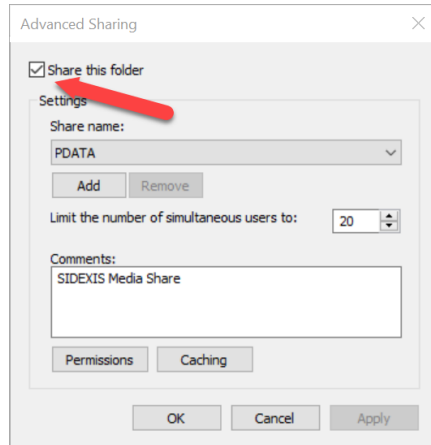 Advanced Sharing
Share this folder
Settings
Share name:
PDATA
Add Remove
Limit the number of simultaneous users to: 20
Comments:
SIDEXIS Media Share
Permissions Caching
OK Cancel Apply